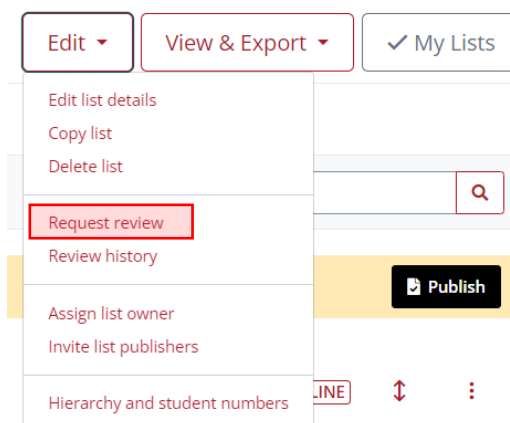 Edit
View & Export
My Lists
Edit list details
Copy list
Delete list
Request review
Review history
Publish
Assign list owner
Invite list publishers
Hierarchy and student numbers